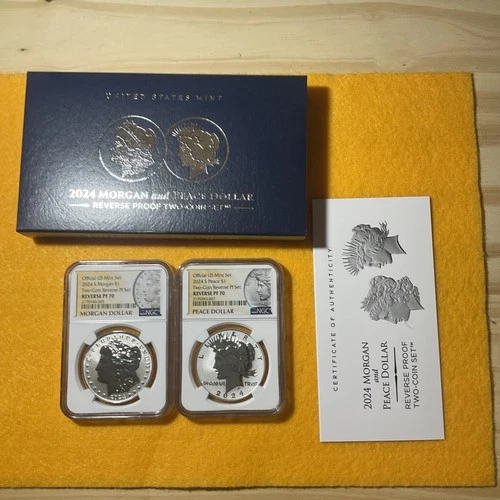 UNITED STATES MINT
2024 MORGAN and PEACE DOLLAR
REVERSE PROOF TWO-COIN SET™
Official US Mint Set
2024 S Morgan $1
Two-Coin Reverse Pf Set
REVERSE PF 70
NGC
MORGAN DOLLAR
Official US Mint Set
2024 S Peace $1
Two-Coin Reverse Pf Set
REVERSE PF 70
NGC
PEACE DOLLAR
LIBERTY
TRVST
2024
CERTIFICATE OF AUTHENTICITY
2024 MORGAN
and
PEACE DOLLAR
REVERSE PROOF
TWO-COIN SET™